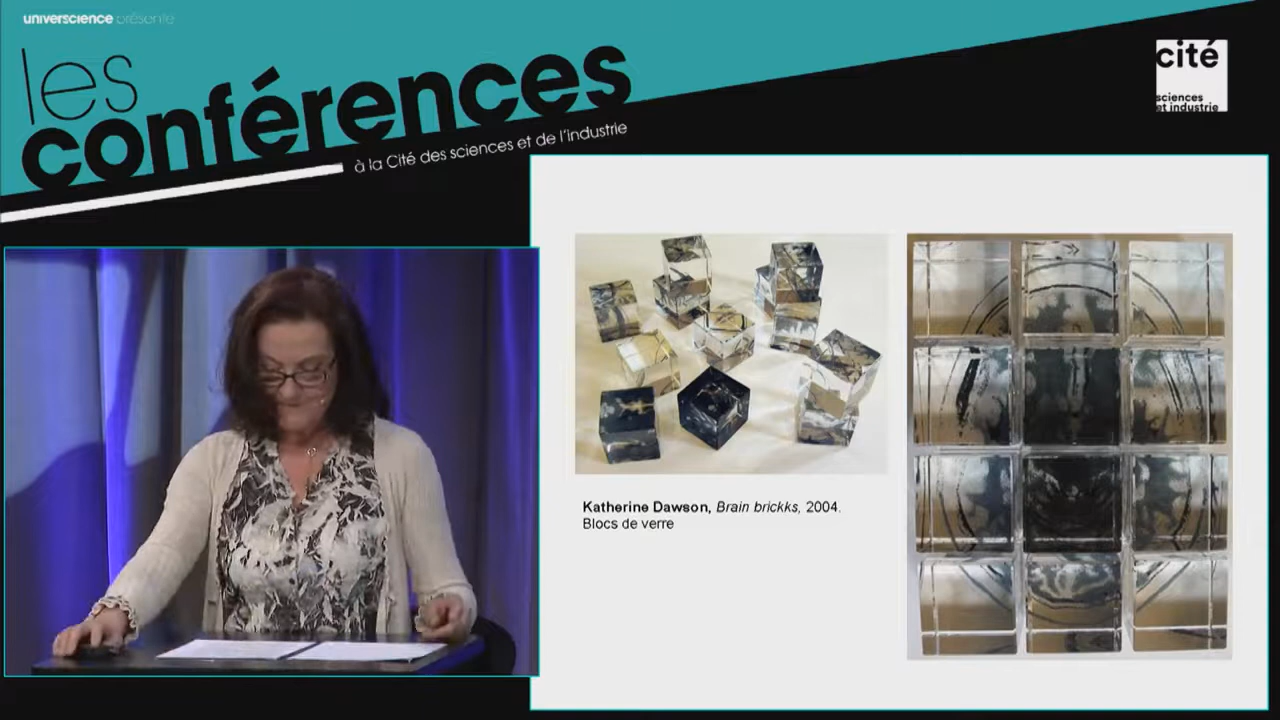 universcience présente
les
conférences
à la Cité des sciences et de l'industrie
cité
sciences
et industrie
Katherine Dawson, Brain brickks, 2004.
Blocs de verre